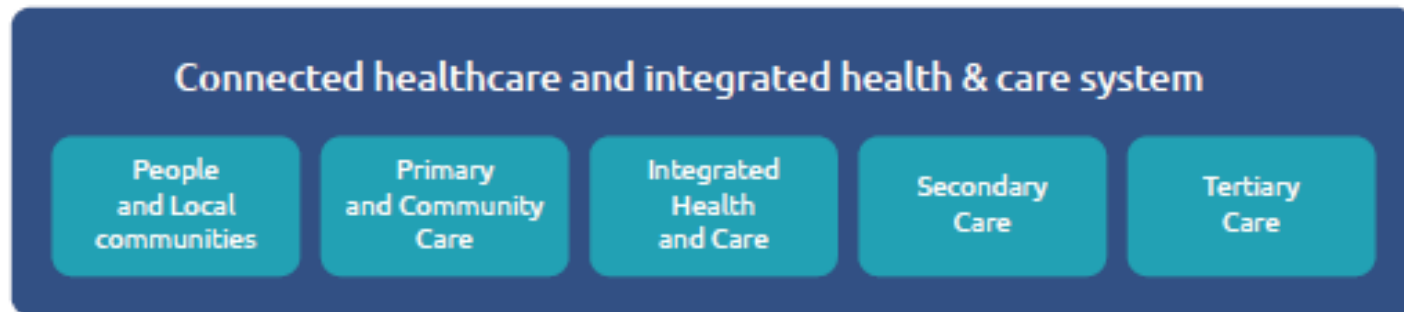 Connected healthcare and integrated health & care system
People
and Local
communities
Primary
and Community
Care
Integrated
Health
and Care
Secondary
Care
Tertiary
Care